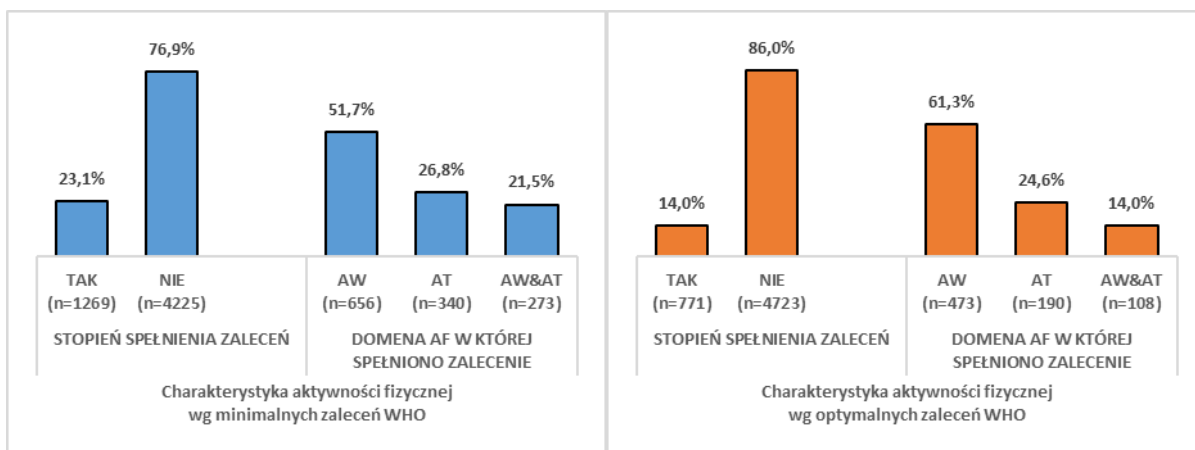 76,9%
51,7%
26,8%
23,1%
21,5%
TAK NIE AW AT AW&AT
(n=1269) (n=4225) (n=656) (n=340) (n=273)
STOPIEŃ SPEŁNIENIA ZALECEŃ DOMENA AF W KTÓREJ
SPEŁNIONO ZALECENIE
Charakterystyka aktywności fizycznej
wg minimalnych zaleceń WHO
86,0%
61,3%
24,6%
14,0% 14,0%
TAK NIE AW AT AW&AT
(n=771) (n=4723) (n=473) (n=190) (n=108)
STOPIEŃ SPEŁNIENIA ZALECEŃ DOMENA AF W KTÓREJ
SPEŁNIONO ZALECENIE
Charakterystyka aktywności fizycznej
wg optymalnych zaleceń WHO